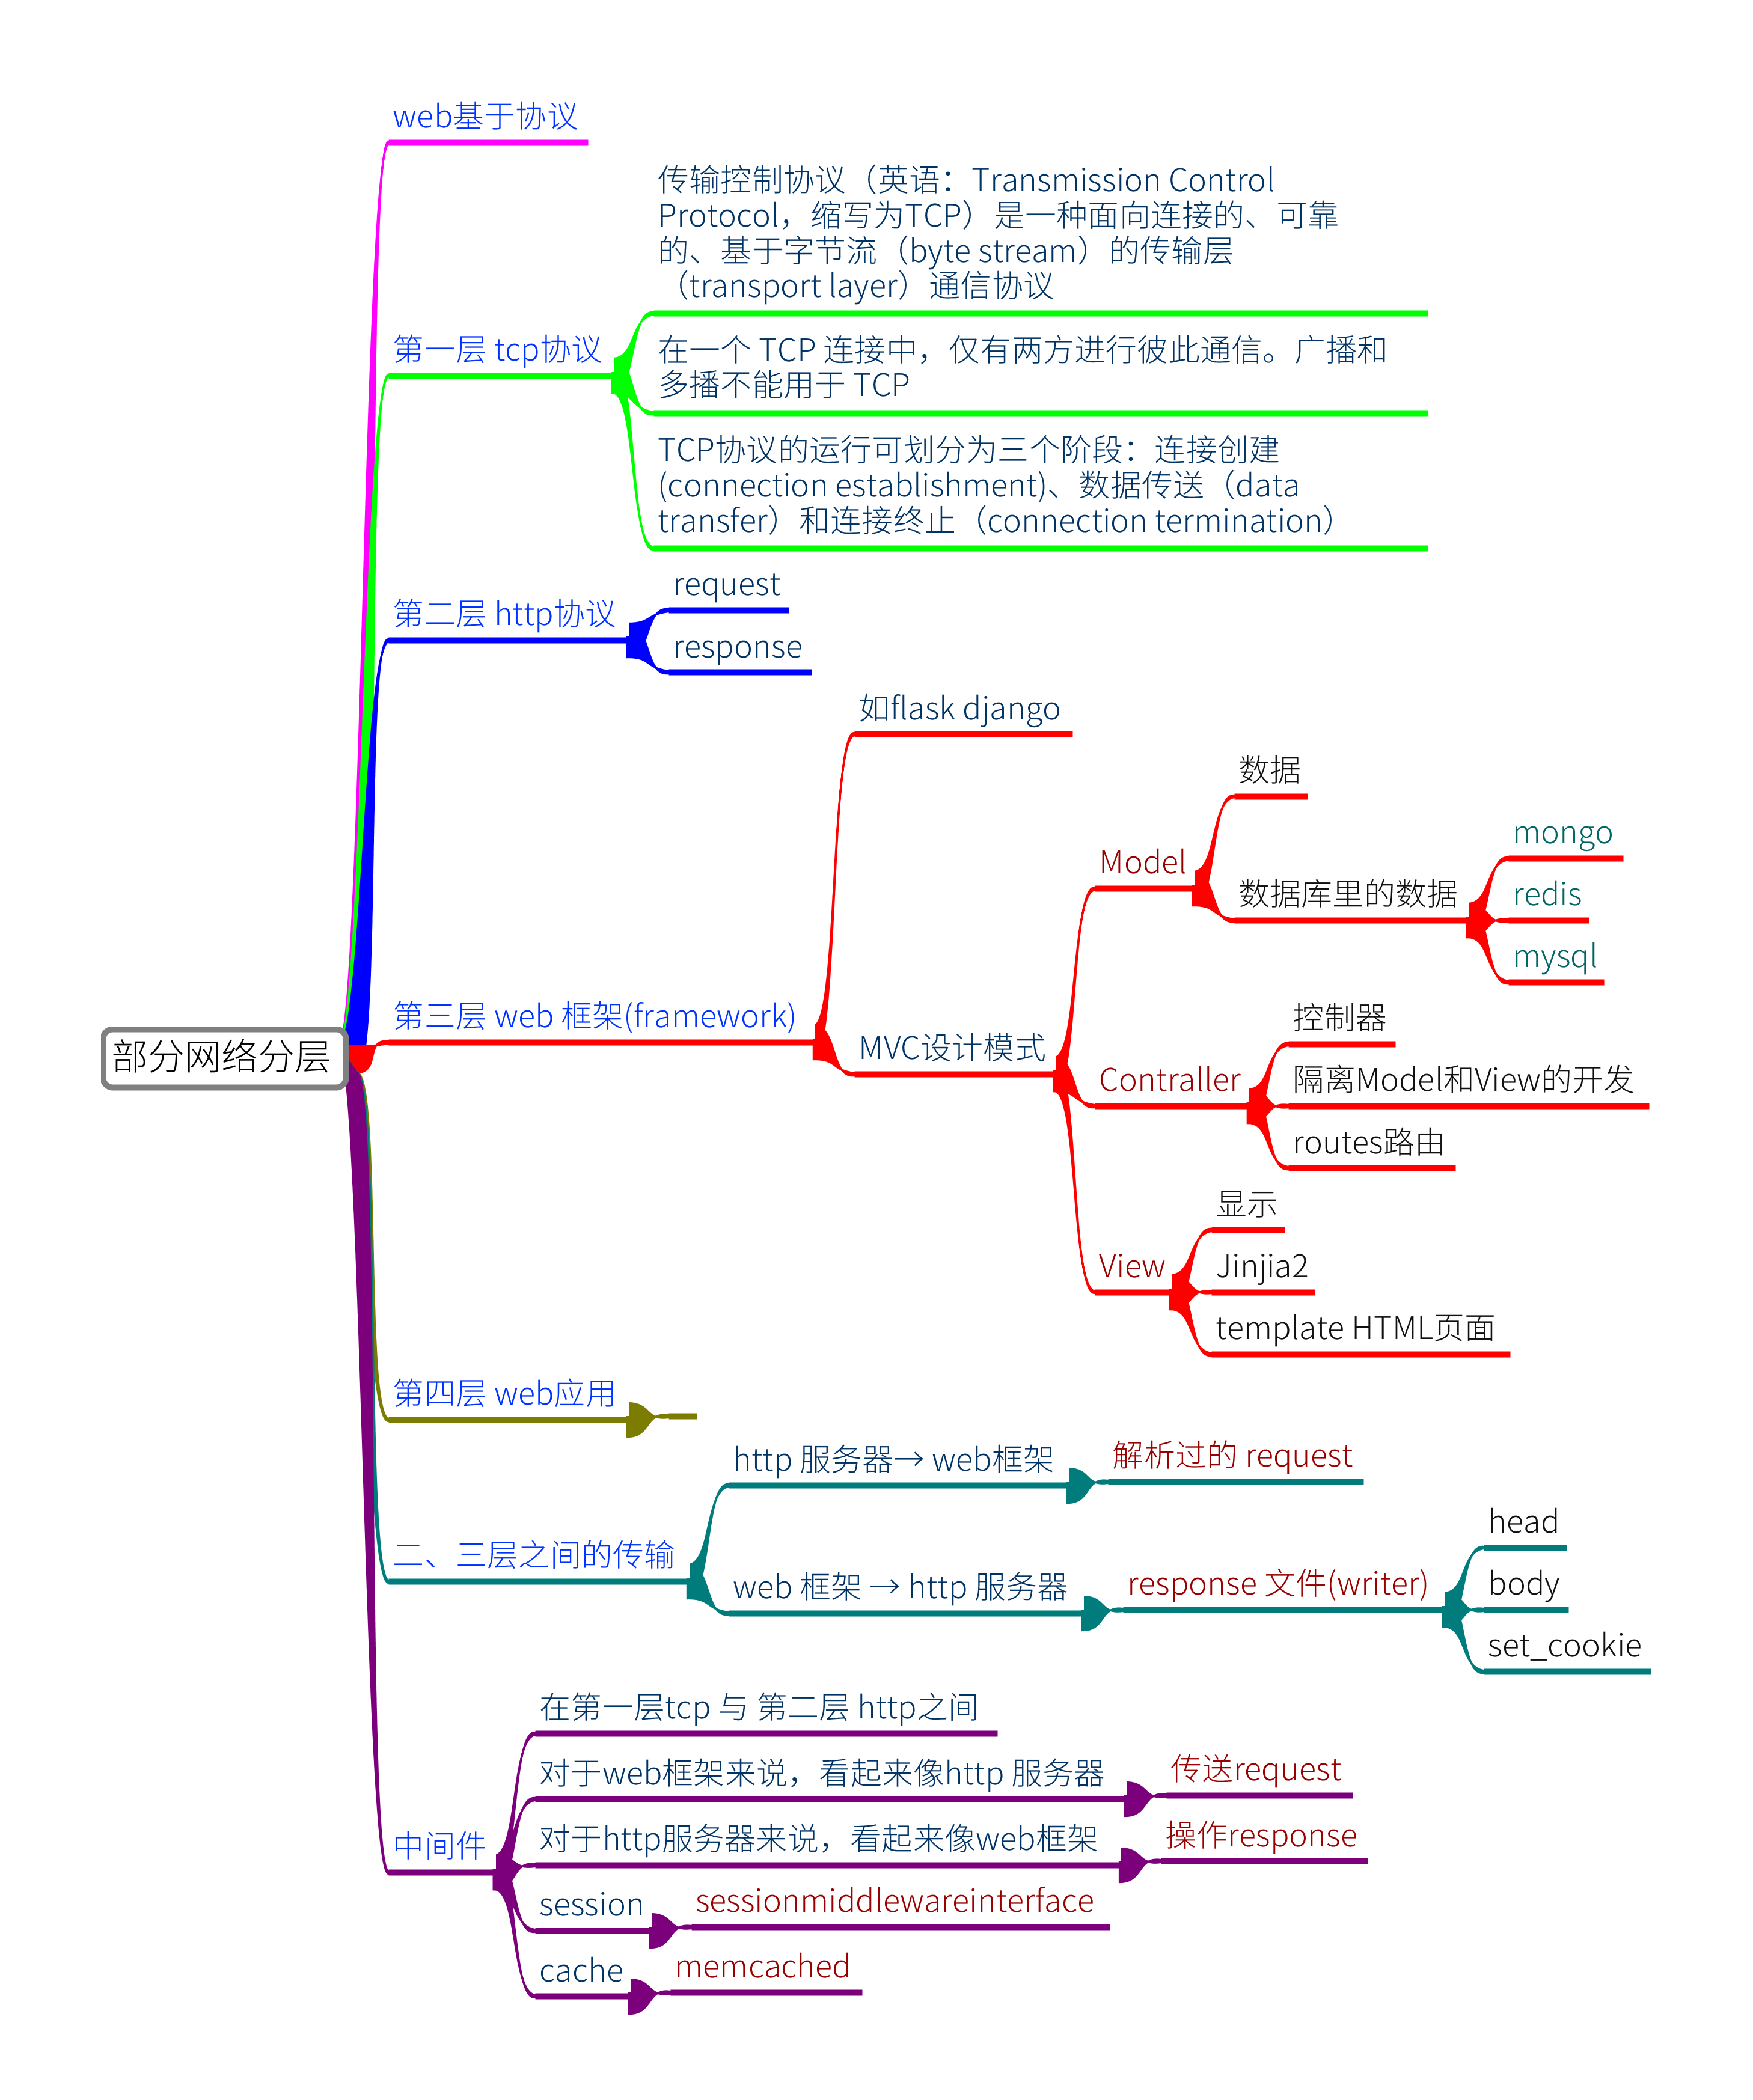 web基于协议
传输控制协议（英语：Transmission Control
Protocol，缩写为TCP）是一种面向连接的、可靠
的、基于字节流（byte stream）的传输层
（transport layer）通信协议
第一层 tcp协议
在一个 TCP 连接中，仅有两方进行彼此通信。广播和
多播不能用于 TCP
TCP协议的运行可划分为三个阶段：连接创建
(connection establishment)、数据传送（data
transfer）和连接终止（connection termination）
第二层 http协议
request
response
部分网络分层
第三层 web 框架(framework)
如flask django
MVC设计模式
Model
数据
数据库里的数据
mongo
redis
mysql
Contraller
控制器
隔离Model和View的开发
routes路由
View
显示
Jinjia2
template HTML页面
第四层 web应用
二、三层之间的传输
http 服务器→ web框架
解析过的 request
web 框架 → http 服务器
response 文件(writer)
head
body
set_cookie
中间件
在第一层tcp 与 第二层 http之间
对于web框架来说，看起来像http 服务器
传送request
对于http服务器来说，看起来像web框架
操作response
session
sessionmiddlewareinterface
cache
memcached